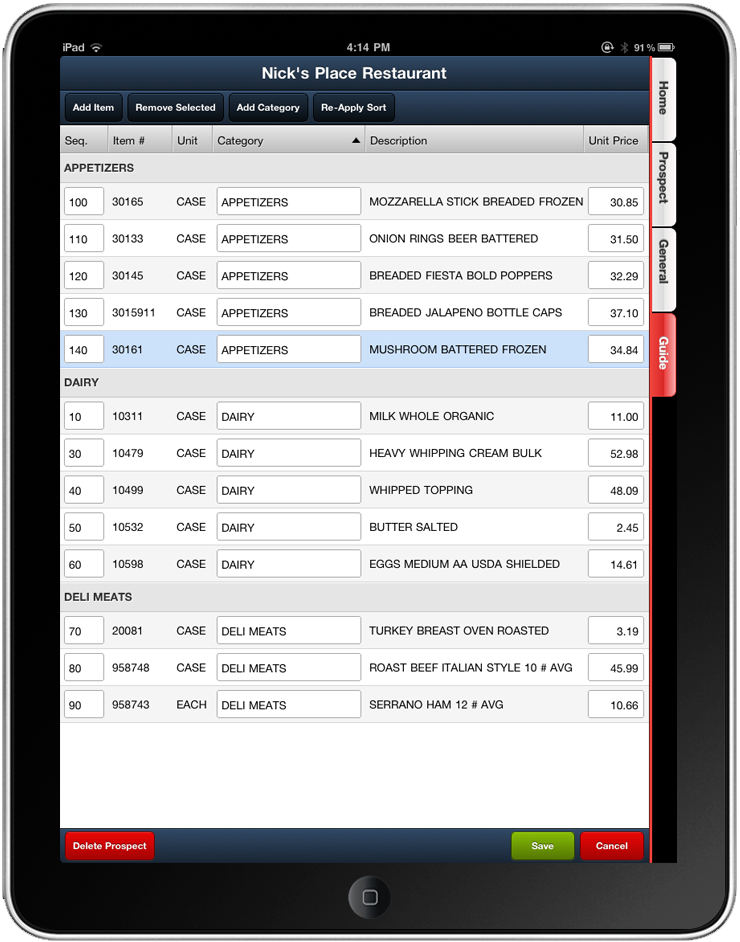 iPad 4:14 PM 91%
Nick's Place Restaurant
Add Item Remove Selected Add Category Re-Apply Sort
Seq. Item # Unit Category Description Unit Price
APPETIZERS
100 30165 CASE APPETIZERS MOZZARELLA STICK BREADED FROZEN 30.85
110 30133 CASE APPETIZERS ONION RINGS BEER BATTERED 31.50
120 30145 CASE APPETIZERS BREADED FIESTA BOLD POPPERS 32.29
130 3015911 CASE APPETIZERS BREADED JALAPENO BOTTLE CAPS 37.10
140 30161 CASE APPETIZERS MUSHROOM BATTERED FROZEN 34.84
DAIRY
10 10311 CASE DAIRY MILK WHOLE ORGANIC 11.00
30 10479 CASE DAIRY HEAVY WHIPPING CREAM BULK 52.98
40 10499 CASE DAIRY WHIPPED TOPPING 48.09
50 10532 CASE DAIRY BUTTER SALTED 2.45
60 10598 CASE DAIRY EGGS MEDIUM AA USDA SHIELDED 14.61
DELI MEATS
70 20081 CASE DELI MEATS TURKEY BREAST OVEN ROASTED 3.19
80 958748 CASE DELI MEATS ROAST BEEF ITALIAN STYLE 10 # AVG 45.99
90 958743 EACH DELI MEATS SERRANO HAM 12 # AVG 10.66
Delete Prospect Save Cancel
Home
Prospect
General
Guide